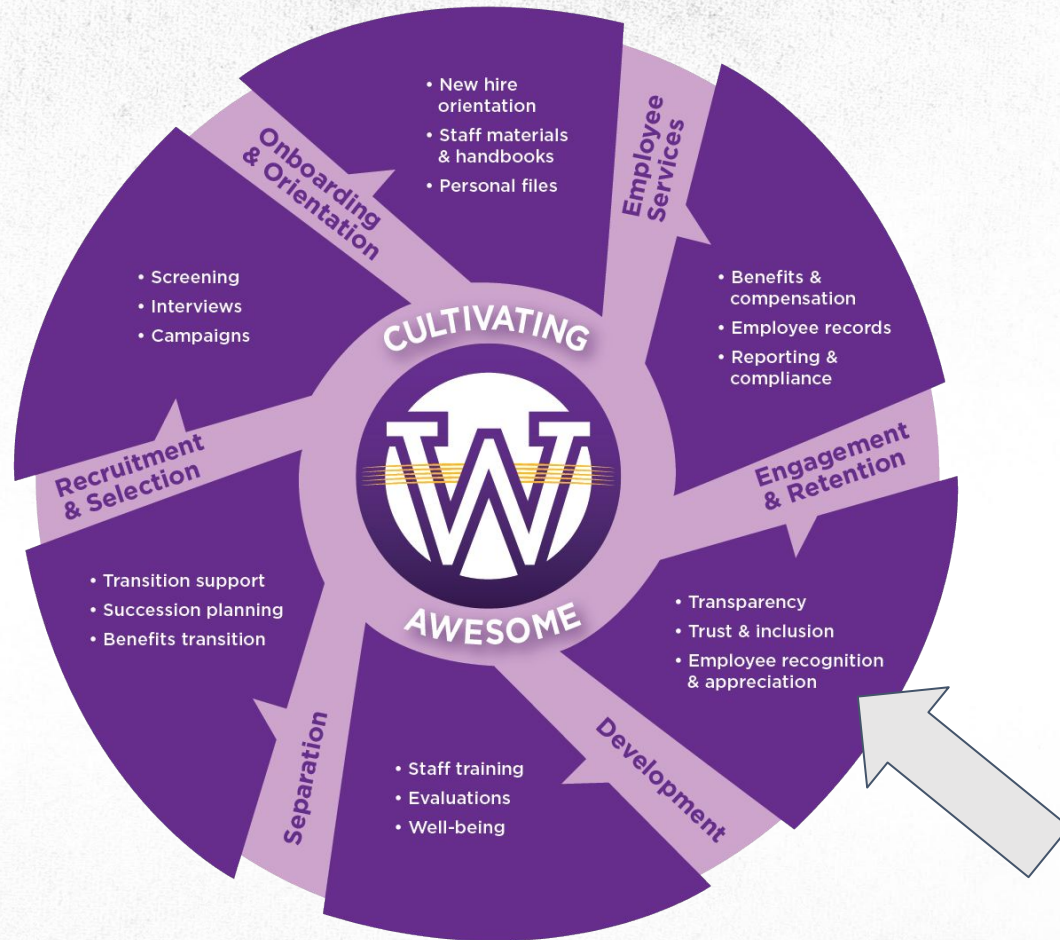 Onboarding
& Orientation
• New hire
orientation
• Staff materials
& handbooks
• Personal files
Employee
Services
• Benefits &
compensation
• Employee records
• Reporting &
compliance
Engagement
& Retention
• Transparency
• Trust & inclusion
• Employee recognition
& appreciation
Development
• Staff training
• Evaluations
• Well-being
Separation
• Transition support
• Succession planning
• Benefits transition
Recruitment
& Selection
• Screening
• Interviews
• Campaigns
CULTIVATING
W
AWESOME